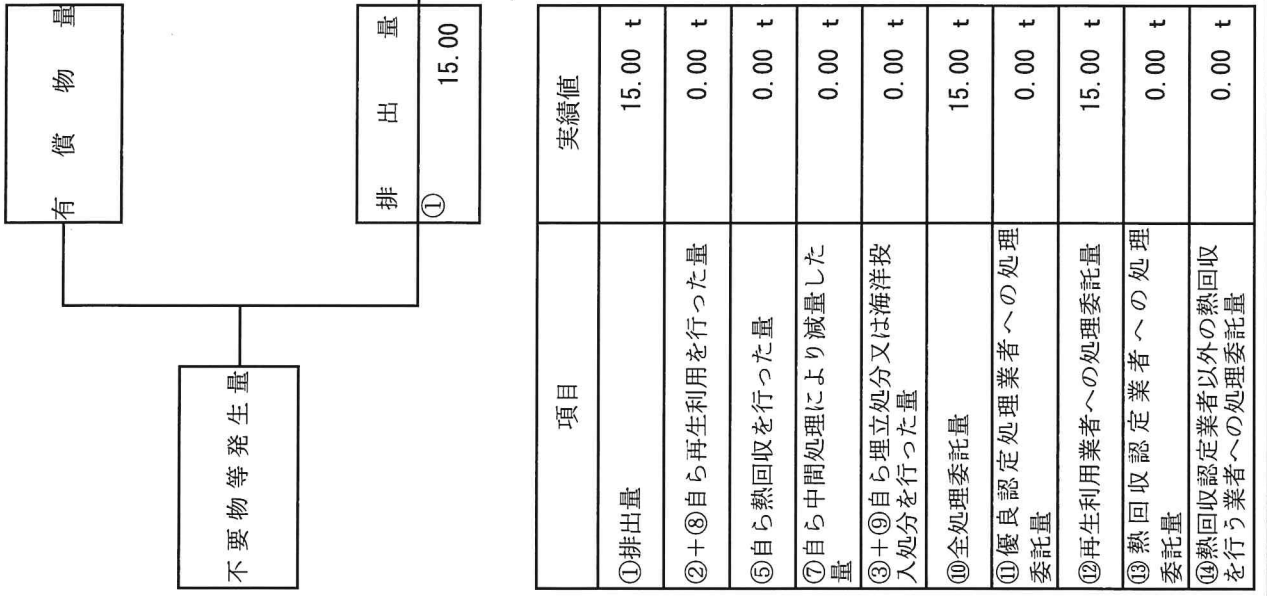 有償物量
不要物等発生量
排出量
① 15.00
項目 実績値
①排出量 15.00 t
②+⑧自ら再生利用を行った量 0.00 t
⑤自ら熱回収を行った量 0.00 t
⑦自ら中間処理により減量した
量 0.00 t
③+⑨自ら埋立処分又は海洋投
入処分を行った量 0.00 t
⑩全処理委託量 15.00 t
⑪優良認定処理業者への処理
委託量 0.00 t
⑫再生利用業者への処理委託量 15.00 t
⑬熱回収認定業者への処理
委託量 0.00 t
⑭熱回収認定業者以外の熱回収
を行う業者への処理委託量 0.00 t